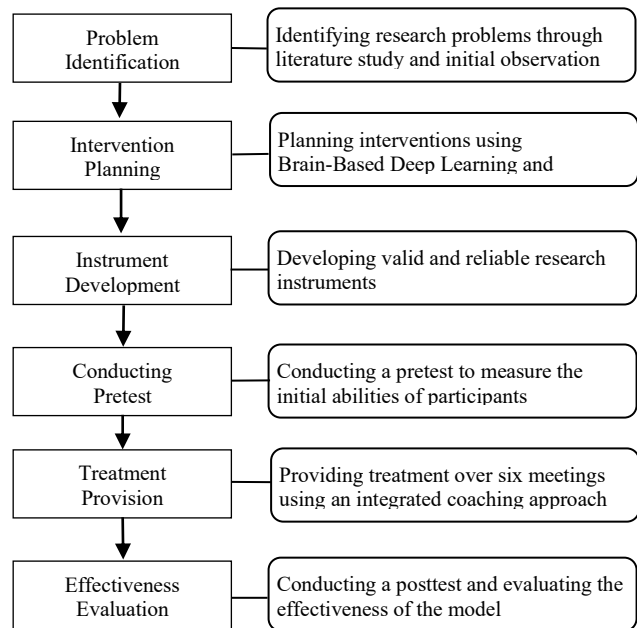 Problem
Identification
Identifying research problems through
literature study and initial observation
Intervention
Planning
Planning interventions using
Brain-Based Deep Learning and
Instrument
Development
Developing valid and reliable research
instruments
Conducting
Pretest
Conducting a pretest to measure the
initial abilities of participants
Treatment
Provision
Providing treatment over six meetings
using an integrated coaching approach
Effectiveness
Evaluation
Conducting a posttest and evaluating the
effectiveness of the model